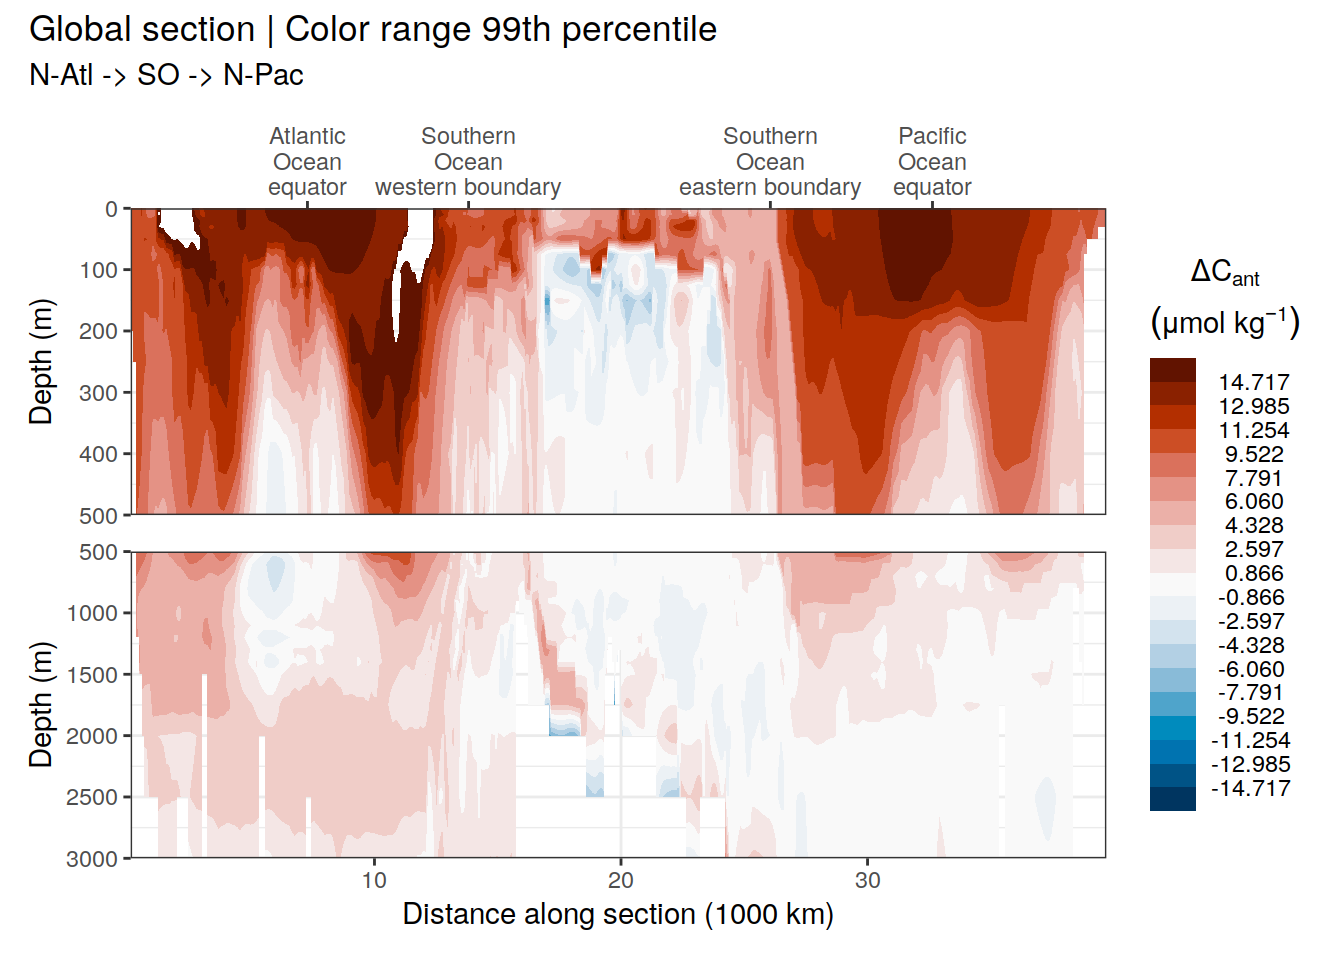 Global section | Color range 99th percentile
N-Atl -> SO -> N-Pac
Atlantic
Ocean
equator
Southern
Ocean
western boundary
Southern
Ocean
eastern boundary
Pacific
Ocean
equator
0
100
200
300
400
500
Depth (m)
500
1000
1500
2000
2500
3000
Depth (m)
10
20
30
Distance along section (1000 km)
ΔCant
(μmol kg−1)
14.717
12.985
11.254
9.522
7.791
6.060
4.328
2.597
0.866
-0.866
-2.597
-4.328
-6.060
-7.791
-9.522
-11.254
-12.985
-14.717